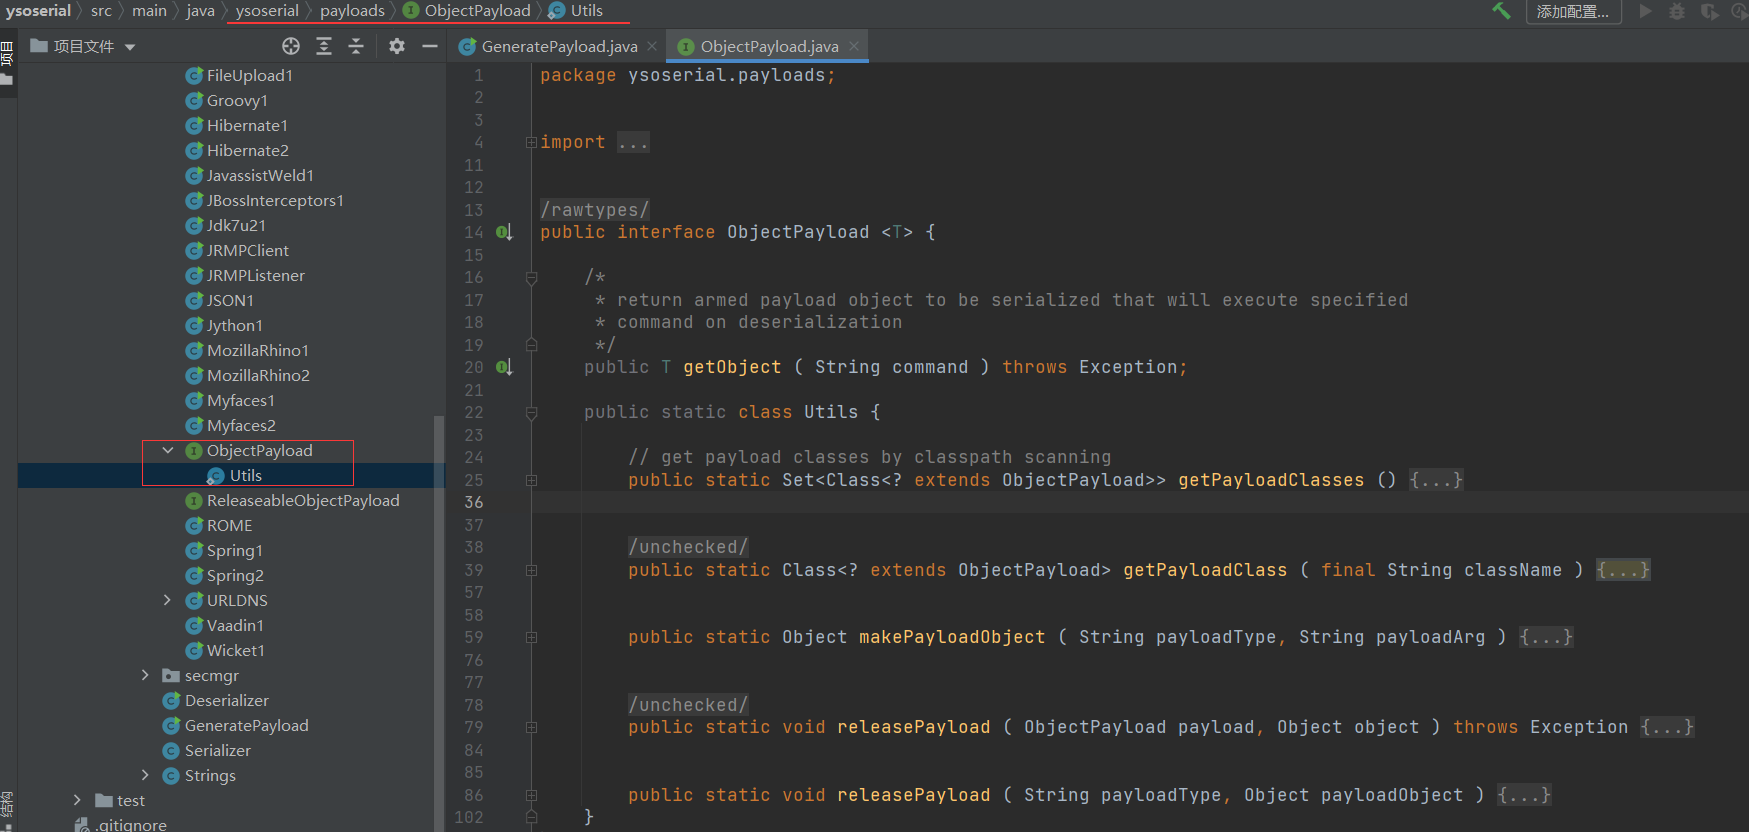 ysoserial src main java ysoserial payloads ObjectPayload Utils
添加配置...
项目
项目文件
GeneratePayload.java
ObjectPayload.java
FileUpload1
Groovy1
Hibernate1
Hibernate2
JavassistWeld1
JBossInterceptors1
Jdk7u21
JRMPClient
JRMPListener
JSON1
Jython1
MozillaRhino1
MozillaRhino2
Myfaces1
Myfaces2
ObjectPayload
Utils
ReleaseableObjectPayload
ROME
Spring1
Spring2
URLDNS
Vaadin1
Wicket1
secmgr
Deserializer
GeneratePayload
Serializer
Strings
test
.gitignore
结构
1 package ysoserial.payloads;
2
3
4 import ...
11
12
13 /rawtypes/
14 public interface ObjectPayload <T> {
15
16 /*
17 * return armed payload object to be serialized that will execute specified
18 * command on deserialization
19 */
20 public T getObject ( String command ) throws Exception;
21
22 public static class Utils {
23
24 // get payload classes by classpath scanning
25 public static Set<Class<? extends ObjectPayload>> getPayloadClasses () {...}
36
37
38 /unchecked/
39 public static Class<? extends ObjectPayload> getPayloadClass ( final String className ) {...}
57
58
59 public static Object makePayloadObject ( String payloadType, String payloadArg ) {...}
76
77
78 /unchecked/
79 public static void releasePayload ( ObjectPayload payload, Object object ) throws Exception {...}
84
85
86 public static void releasePayload ( String payloadType, Object payloadObject ) {...}
102 }